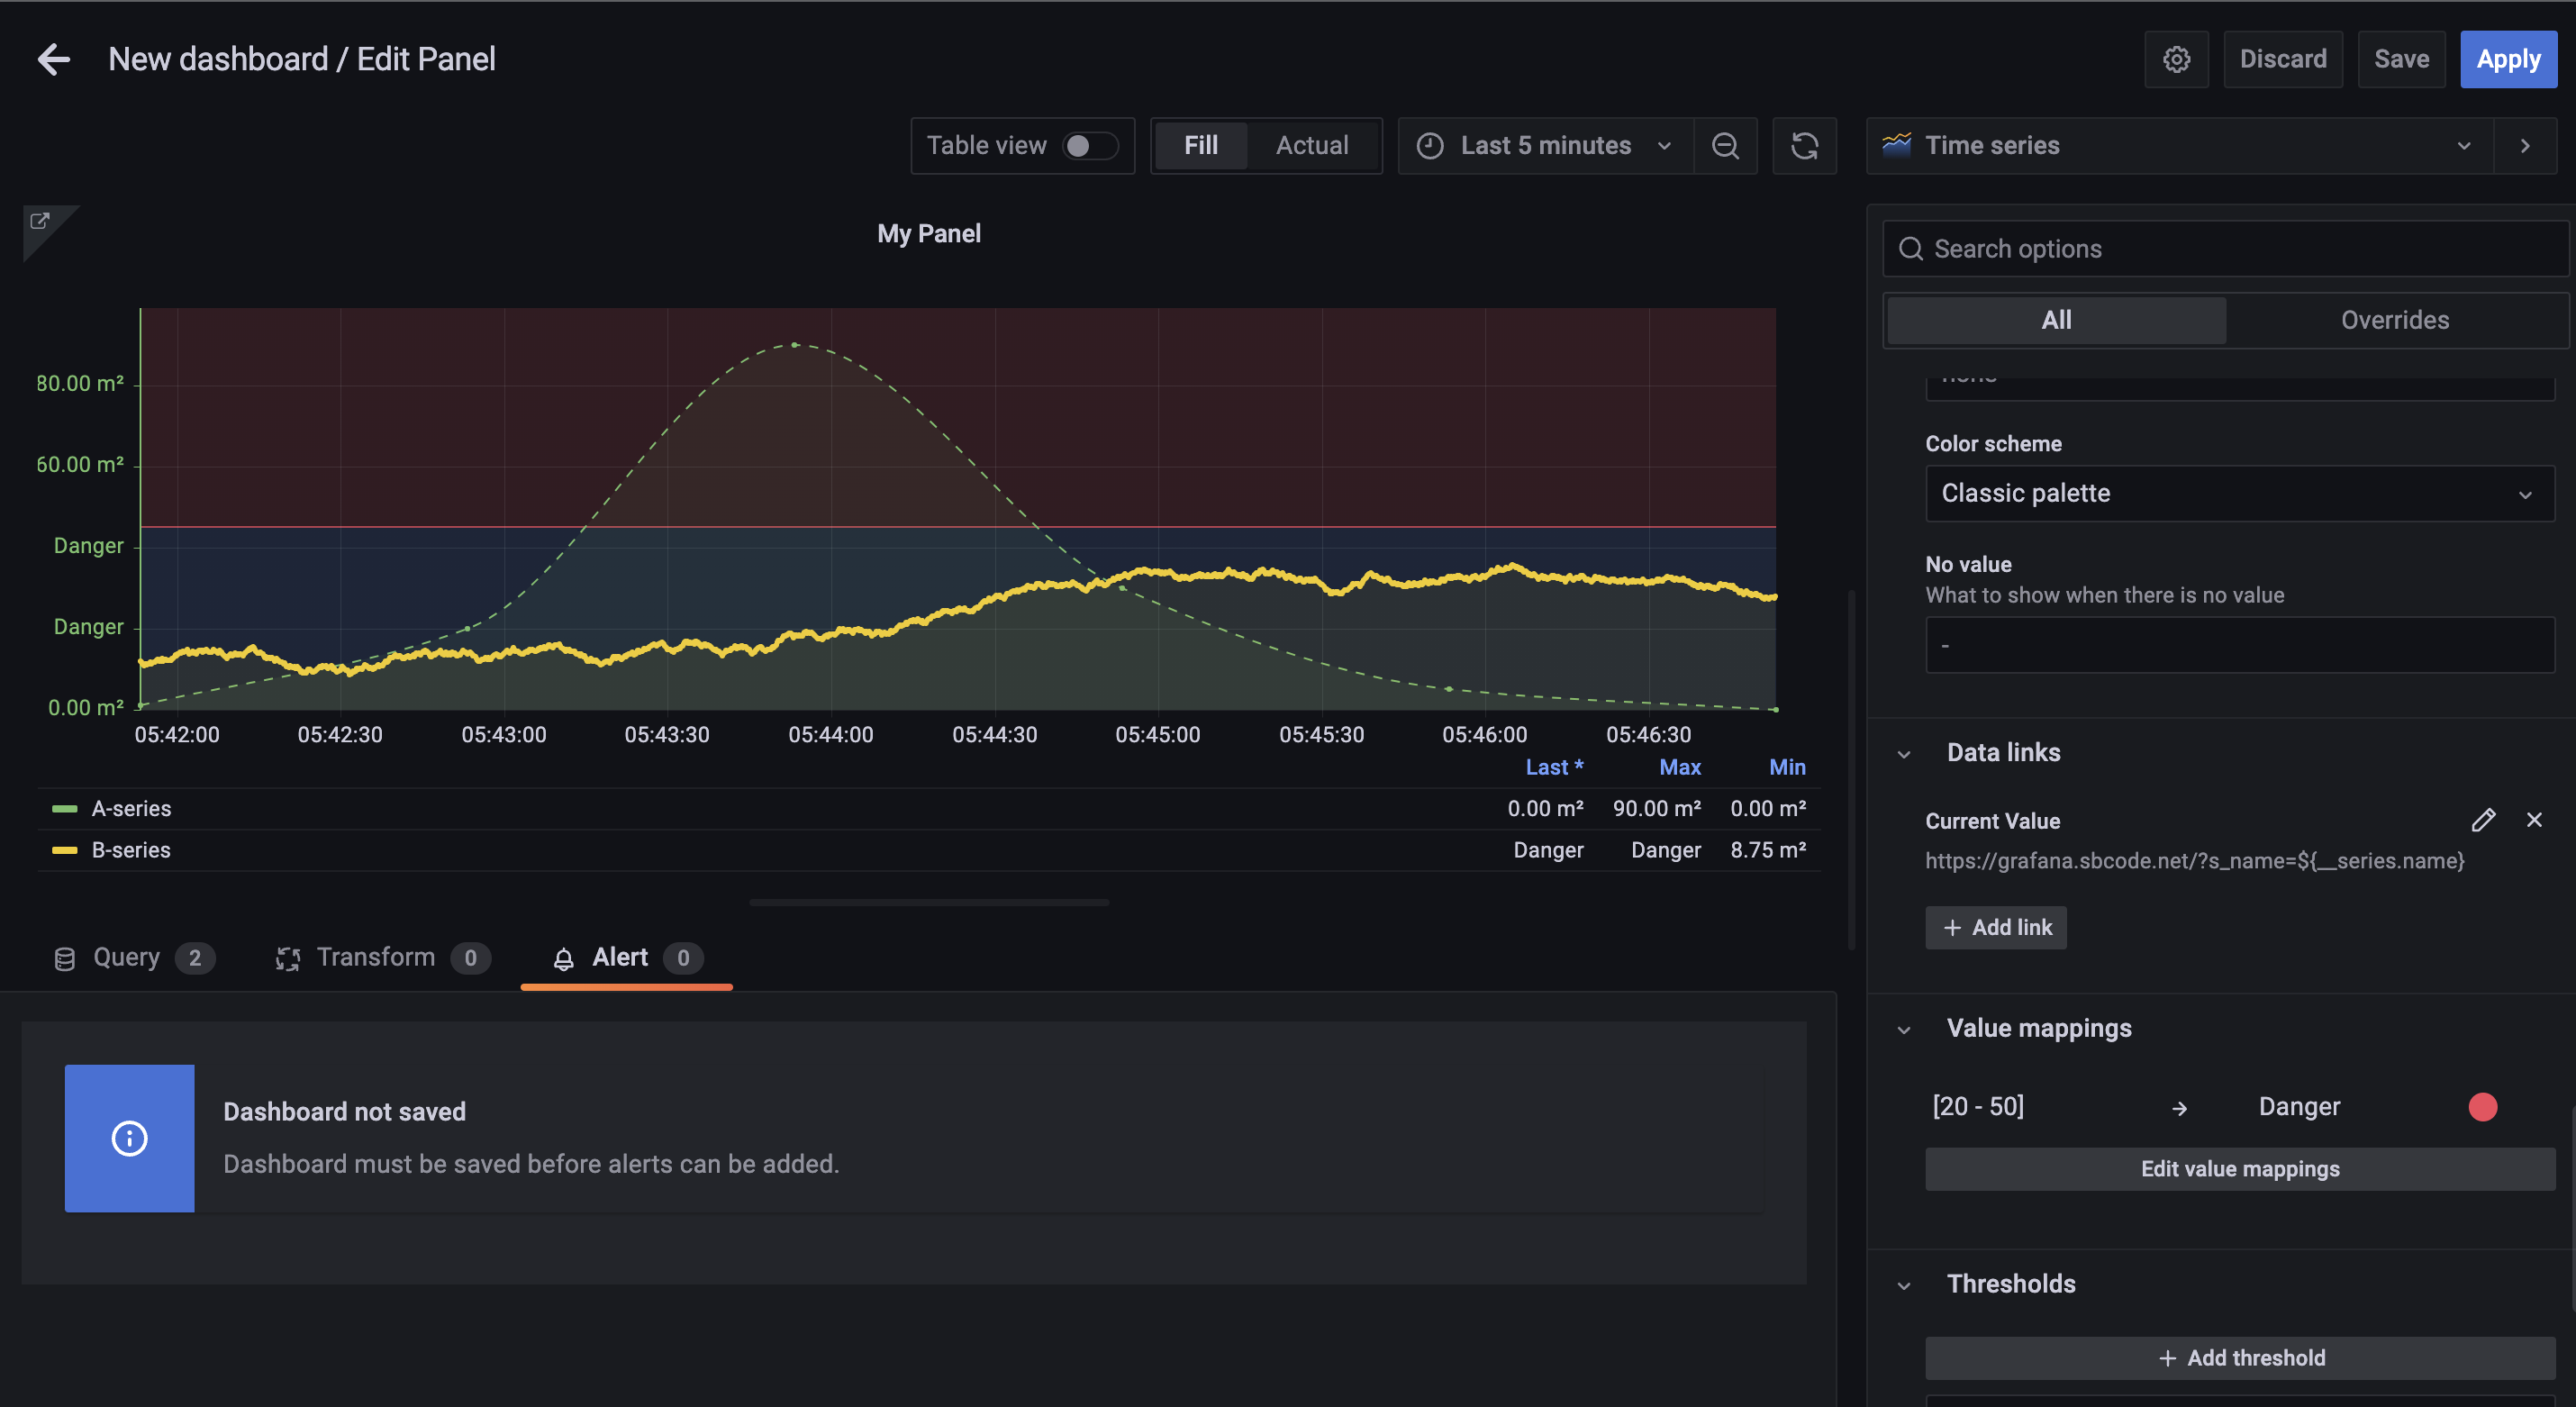 New dashboard / Edit Panel
Discard
Save
Apply
Table view
Fill
Actual
Last 5 minutes
Time series
My Panel
80.00 m²
60.00 m²
Danger
Danger
0.00 m²
05:42:00
05:42:30
05:43:00
05:43:30
05:44:00
05:44:30
05:45:00
05:45:30
05:46:00
05:46:30
Last *
Max
Min
A-series
0.00 m²
90.00 m²
0.00 m²
B-series
Danger
Danger
8.75 m²
Query 2
Transform 0
Alert 0
Dashboard not saved
Dashboard must be saved before alerts can be added.
Search options
All
Overrides
Color scheme
Classic palette
No value
What to show when there is no value
-
Data links
Current Value
https://grafana.sbcode.net/?s_name=${__series.name}
+ Add link
Value mappings
[20 - 50] → Danger
Edit value mappings
Thresholds
+ Add threshold